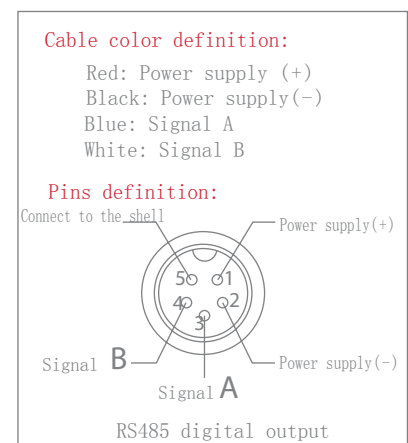 Cable color definition:
Red: Power supply (+)
Black: Power supply(-)
Blue: Signal A
White: Signal B
Pins definition:
Connect to the shell
Power supply(+)
5 1
4 2
3
Signal B
Power supply(-)
Signal A
RS485 digital output